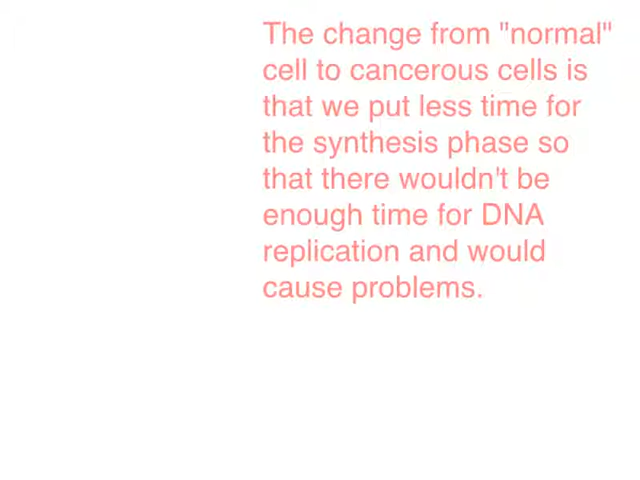 The change from "normal"
cell to cancerous cells is
that we put less time for
the synthesis phase so
that there wouldn't be
enough time for DNA
replication and would
cause problems.